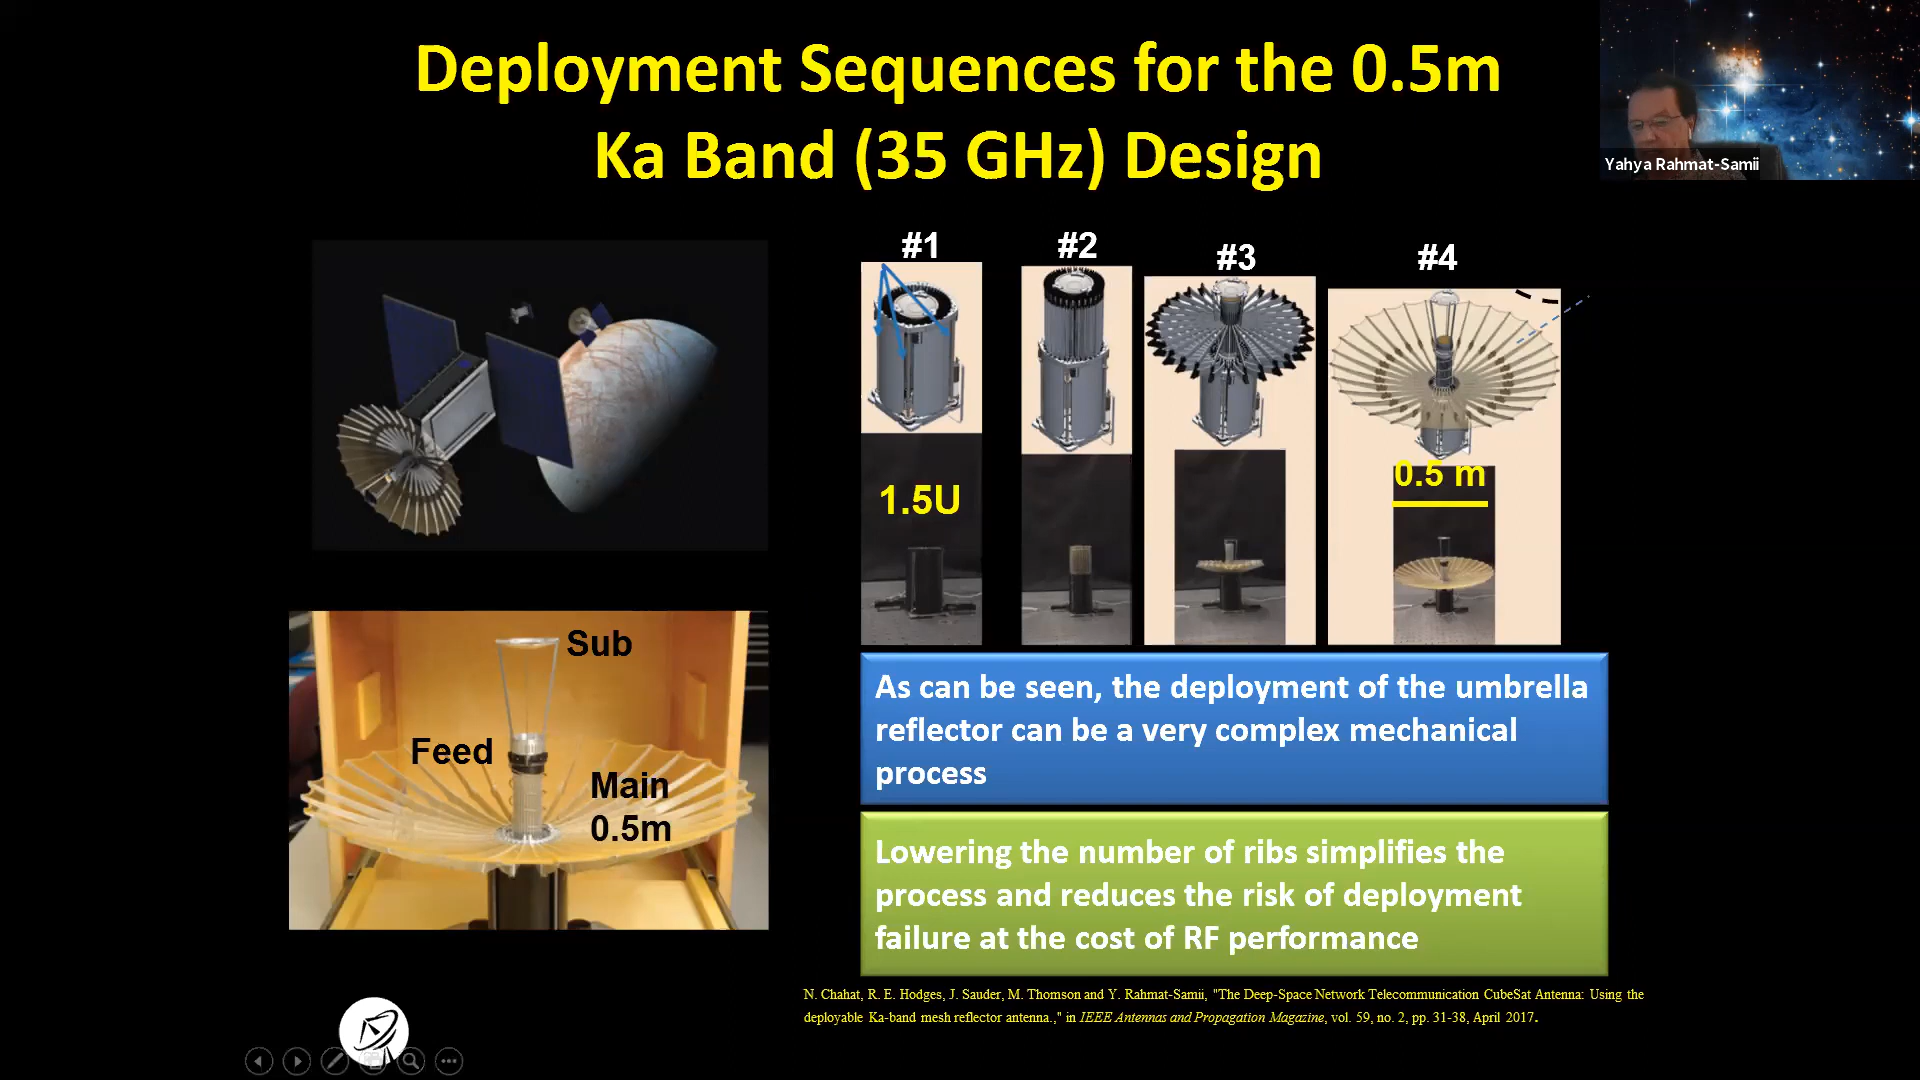 Deployment Sequences for the 0.5m
Ka Band (35 GHz) Design
Yahya Rahmat-Samii
#1
#2
#3
#4
1.5U
0.5 m
Sub
Feed
Main
0.5m
As can be seen, the deployment of the umbrella
reflector can be a very complex mechanical
process
Lowering the number of ribs simplifies the
process and reduces the risk of deployment
failure at the cost of RF performance
N. Chahat, R. E. Hodges, J. Sauder, M. Thomson and Y. Rahmat-Samii, "The Deep-Space Network Telecommunication CubeSat Antenna: Using the
deployable Ka-band mesh reflector antenna.," in IEEE Antennas and Propagation Magazine, vol. 59, no. 2, pp. 31-38, April 2017.